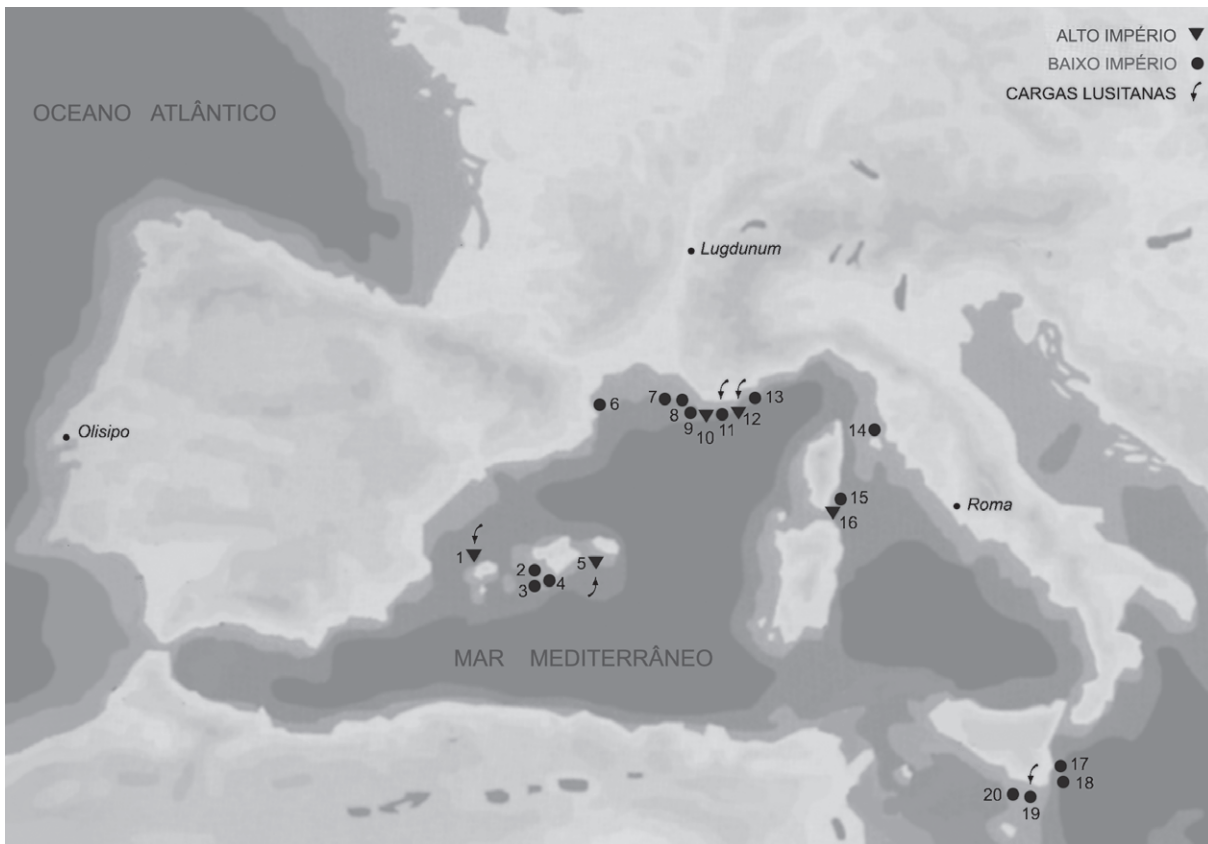 ALTO IMPÉRIO
BAIXO IMPÉRIO
CARGAS LUSITANAS
OCEANO ATLÂNTICO
Lugdunum
Olisipo
6
7
8
9
10
11
12
13
14
15
16
Roma
1
2
3
4
5
MAR MEDITERRÂNEO
17
18
19
20